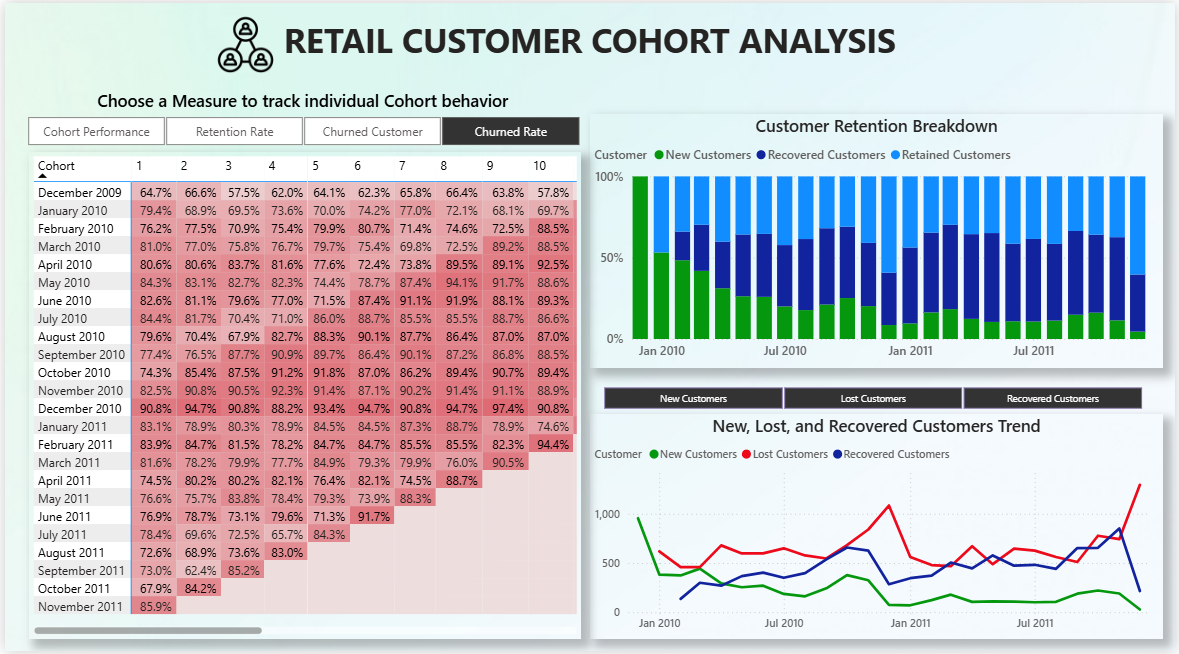 RETAIL CUSTOMER COHORT ANALYSIS
Choose a Measure to track individual Cohort behavior
Cohort Performance Retention Rate Churned Customer Churned Rate
Cohort 1 2 3 4 5 6 7 8 9 10
December 2009 64.7% 66.6% 57.5% 62.0% 64.1% 62.3% 65.8% 66.4% 63.8% 57.8%
January 2010 79.4% 68.9% 69.5% 73.6% 70.0% 74.2% 77.0% 72.1% 68.1% 69.7%
February 2010 76.2% 77.5% 70.9% 75.4% 79.9% 80.7% 71.4% 74.6% 72.5% 88.5%
March 2010 81.0% 77.0% 75.8% 76.7% 79.7% 75.4% 69.8% 72.5% 89.2% 88.5%
April 2010 80.6% 80.6% 83.7% 81.6% 77.6% 72.4% 73.8% 89.5% 89.1% 92.5%
May 2010 84.3% 83.1% 82.7% 82.3% 74.4% 78.7% 87.4% 94.1% 91.7% 88.6%
June 2010 82.6% 81.1% 79.6% 77.0% 71.5% 87.4% 91.1% 91.9% 88.1% 89.3%
July 2010 84.4% 81.7% 70.4% 71.0% 86.0% 88.7% 85.5% 85.5% 88.7% 86.6%
August 2010 79.6% 70.4% 67.9% 82.7% 88.3% 90.1% 87.7% 86.4% 87.0% 87.0%
September 2010 77.4% 76.5% 87.7% 90.9% 89.7% 86.4% 90.1% 87.2% 86.8% 88.5%
October 2010 74.3% 85.4% 87.5% 91.2% 91.8% 87.0% 86.2% 89.4% 90.7% 89.4%
November 2010 82.5% 90.8% 90.5% 92.3% 91.4% 87.1% 90.2% 91.4% 91.1% 88.9%
December 2010 90.8% 94.7% 90.8% 88.2% 93.4% 94.7% 90.8% 94.7% 97.4% 90.8%
January 2011 83.1% 78.9% 80.3% 78.9% 84.5% 84.5% 87.3% 88.7% 78.9% 74.6%
February 2011 83.9% 84.7% 81.5% 78.2% 84.7% 84.7% 85.5% 85.5% 82.3% 94.4%
March 2011 81.6% 78.2% 79.9% 77.7% 84.9% 79.3% 79.9% 76.0% 90.5%
April 2011 74.5% 80.2% 80.2% 82.1% 76.4% 82.1% 74.5% 88.7%
May 2011 76.6% 75.7% 83.8% 78.4% 79.3% 73.9% 88.3%
June 2011 76.9% 78.7% 73.1% 79.6% 71.3% 91.7%
July 2011 78.4% 69.6% 72.5% 65.7% 84.3%
August 2011 72.6% 68.9% 73.6% 83.0%
September 2011 73.0% 62.4% 85.2%
October 2011 67.9% 84.2%
November 2011 85.9%
Customer Retention Breakdown
Customer New Customers Recovered Customers Retained Customers
100%
50%
0%
Jan 2010 Jul 2010 Jan 2011 Jul 2011
New Customers Lost Customers Recovered Customers
New, Lost, and Recovered Customers Trend
Customer New Customers Lost Customers Recovered Customers
1,000
500
0
Jan 2010 Jul 2010 Jan 2011 Jul 2011